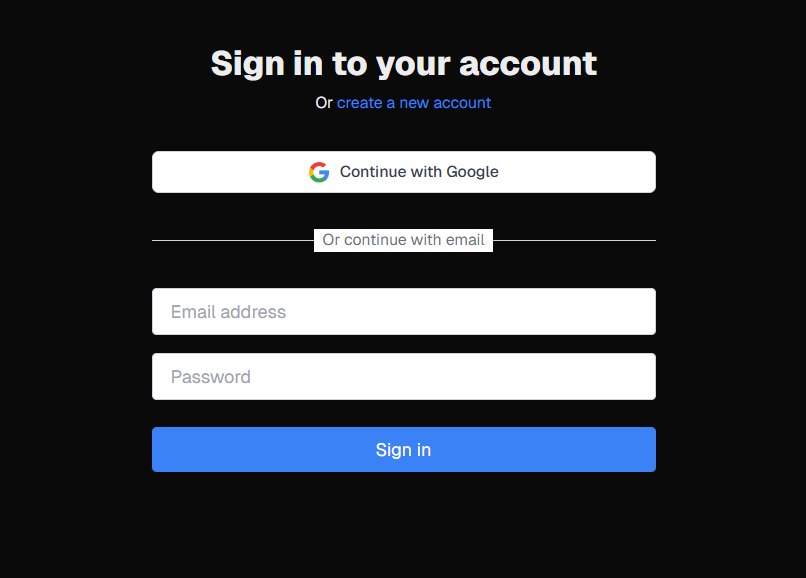 Sign in to your account
Or create a new account
Continue with Google
Or continue with email
Email address
Password
Sign in